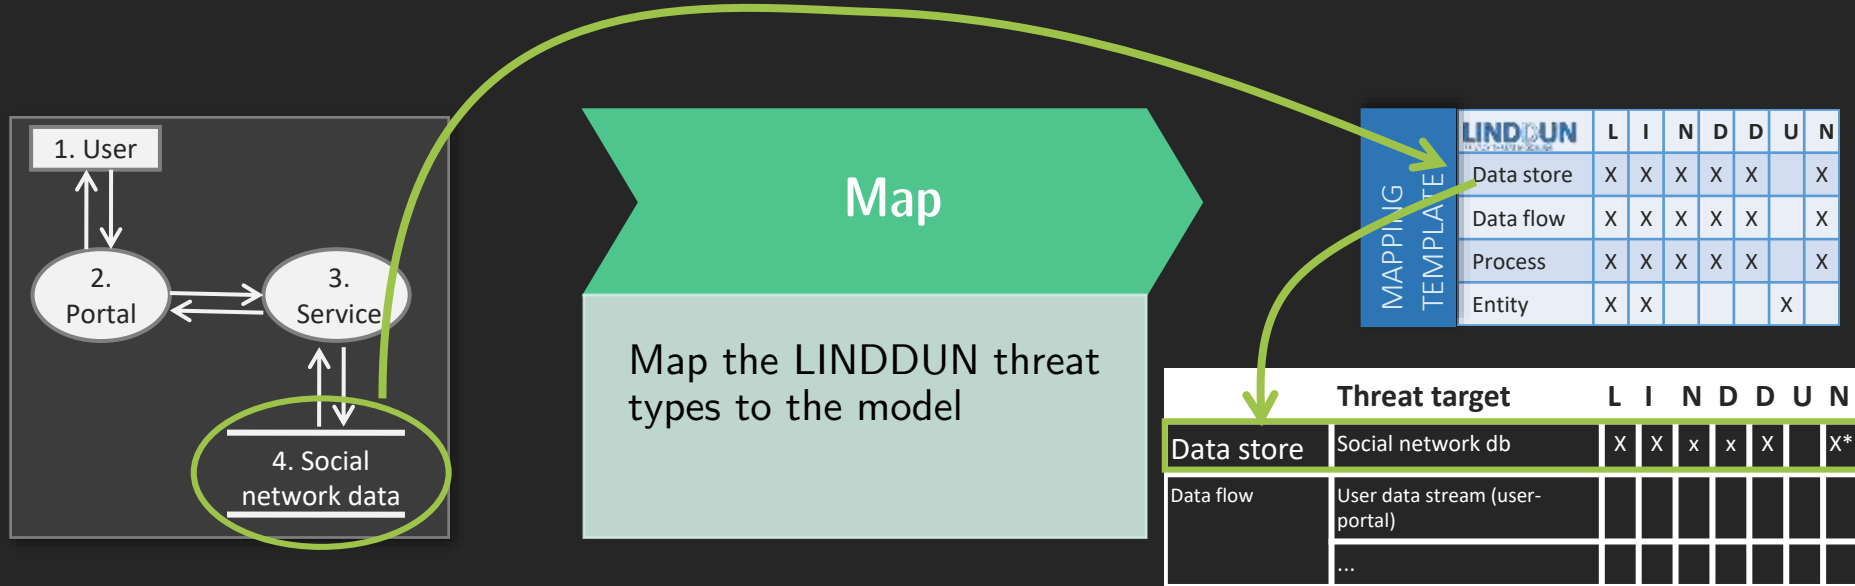 1. User
2.
Portal
3.
Service
4. Social
network data
Map
Map the LINDDUN threat
types to the model
MAPPING
TEMPLATE
LINDDUN L I N D D U N
Data store X X X X X X
Data flow X X X X X X
Process X X X X X X
Entity X X X
Threat target L I N D D U N
Data store Social network db X X x x X X*
Data flow User data stream (user-
portal)
...